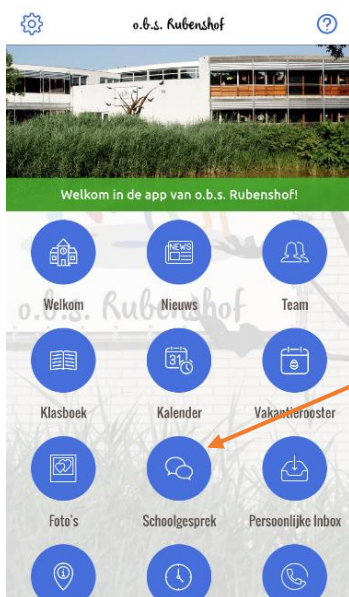 o.b.s. Rubenshof
Welkom in de app van o.b.s. Rubenshof!
NEWS
Welkom
Nieuws
Team
31
Klasboek
Kalender
Vakantierooster
Foto's
Schoolgesprek
Persoonlijke Inbox
o.b.s. Rubenshof